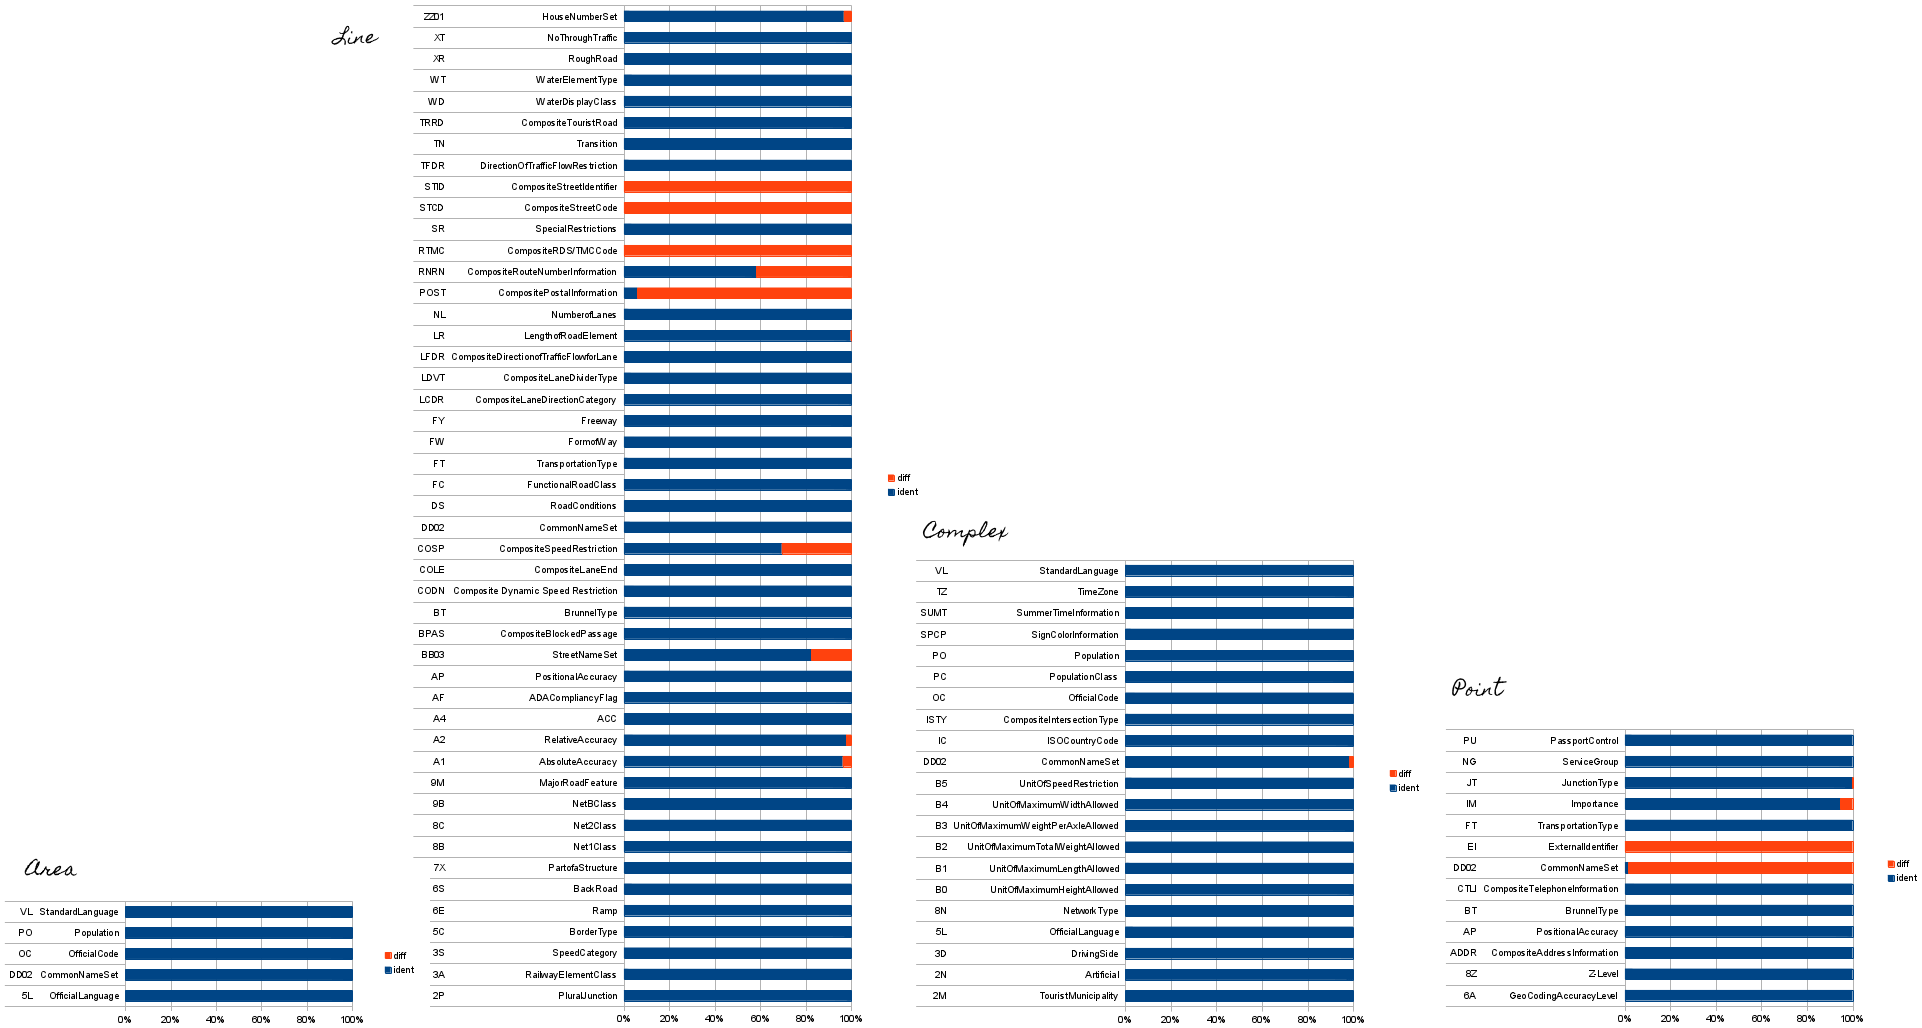 Line
ZZ01 HouseNumberSet
XT NoThroughTraffic
XR RoughRoad
WT WaterElementType
WD WaterDisplayClass
TRRD CompositeTouristRoad
TN Transition
TFDR DirectionOfTrafficFlowRestriction
STID CompositeStreetIdentifier
STCD CompositeStreetCode
SR SpecialRestrictions
RTMC CompositeRDS/TMCCode
RNRN CompositeRouteNumberInformation
POST CompositePostalInformation
NL NumberofLanes
LR LengthofRoadElement
LFDR CompositeDirectionofTrafficFlowforLane
LDVT CompositeLaneDividerType
LCDR CompositeLaneDirectionCategory
FY Freeway
FW FormofWay
FT TransportationType
FC FunctionalRoadClass
DS RoadConditions
DD02 CommonNameSet
COSP CompositeSpeedRestriction
COLE CompositeLaneEnd
CODN Composite Dynamic Speed Restriction
BT BrunnelType
BPAS CompositeBlockedPassage
BB03 StreetNameSet
AP PositionalAccuracy
AF ADACompliancyFlag
A4 ACC
A2 RelativeAccuracy
A1 AbsoluteAccuracy
9M MajorRoadFeature
9B NetBClass
8C Net2Class
8B Net1Class
7X PartofaStructure
6S BackRoad
6E Ramp
5C BorderType
3S SpeedCategory
3A RailwayElementClass
2P PluralJunction
0% 20% 40% 60% 80% 100%
diff
ident
Complex
VL StandardLanguage
TZ TimeZone
SUMT SummerTimeInformation
SPCP SignColorInformation
PO Population
PC PopulationClass
OC OfficialCode
ISTY CompositeIntersectionType
IC ISOCountryCode
DD02 CommonNameSet
B5 UnitOfSpeedRestriction
B4 UnitOfMaximumWidthAllowed
B3 UnitOfMaximumWeightPerAxleAllowed
B2 UnitOfMaximumTotalWeightAllowed
B1 UnitOfMaximumLengthAllowed
B0 UnitOfMaximumHeightAllowed
8N NetworkType
5L OfficialLanguage
3D DrivingSide
2N Artificial
2M TouristMunicipality
0% 20% 40% 60% 80% 100%
diff
ident
Point
PU PassportControl
NG ServiceGroup
JT JunctionType
IM Importance
FT TransportationType
EI ExternalIdentifier
DD02 CommonNameSet
CTLI CompositeTelephoneInformation
BT BrunnelType
AP PositionalAccuracy
ADDR CompositeAddressInformation
8Z Z-Level
6A GeoCodingAccuracyLevel
0% 20% 40% 60% 80% 100%
diff
ident
Area
VL StandardLanguage
PO Population
OC OfficialCode
DD02 CommonNameSet
5L OfficialLanguage
0% 20% 40% 60% 80% 100%
diff
ident